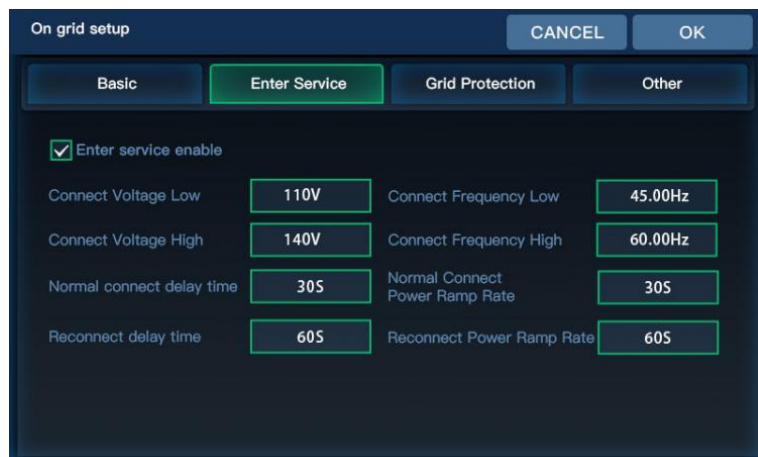 On grid setup CANCEL OK
Basic Enter Service Grid Protection Other
Enter service enable
Connect Voltage Low 110V Connect Frequency Low 45.00Hz
Connect Voltage High 140V Connect Frequency High 60.00Hz
Normal connect delay time 30S Normal Connect
Power Ramp Rate 30S
Reconnect delay time 60S Reconnect Power Ramp Rate 60S